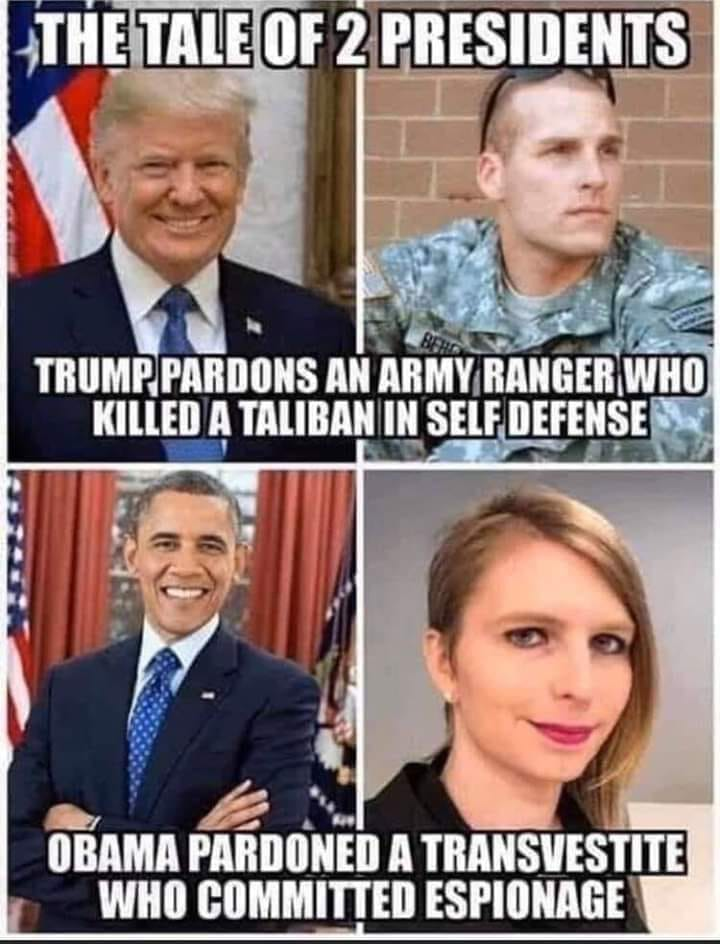 THE TALE OF 2 PRESIDENTS
TRUMP PARDONS AN ARMY RANGER WHO
KILLED A TALIBAN IN SELF DEFENSE
OBAMA PARDONED A TRANSVESTITE
WHO COMMITTED ESPIONAGE